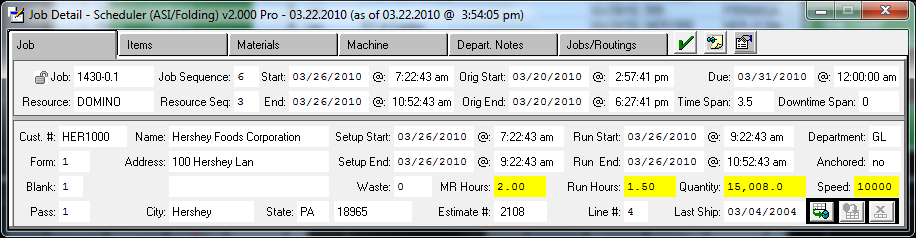 Job Detail - Scheduler (ASI/Folding) v2.000 Pro - 03.22.2010 (as of 03.22.2010 @ 3:54:05 pm)
Job Items Materials Machine Depart. Notes Jobs/Routings
Job: 1430-0.1 Job Sequence: 6 Start: 03/26/2010 @: 7:22:43 am Orig Start: 03/20/2010 @: 2:57:41 pm Due: 03/31/2010 @: 12:00:00 am
Resource: DOMINO Resource Seq: 3 End: 03/26/2010 @: 10:52:43 am Orig End: 03/20/2010 @: 6:27:41 pm Time Span: 3.5 Downtime Span: 0
Cust. #: HER1000 Name: Hershey Foods Corporation Setup Start: 03/26/2010 @: 7:22:43 am Run Start: 03/26/2010 @: 9:22:43 am Department: GL
Form: 1 Address: 100 Hershey Lan Setup End: 03/26/2010 @: 9:22:43 am Run End: 03/26/2010 @: 10:52:43 am Anchored: no
Blank: 1 Waste: 0 MR Hours: 2.00 Run Hours: 1.50 Quantity: 15,008.0 Speed: 10000
Pass: 1 City: Hershey State: PA 18965 Estimate #: 2108 Line #: 4 Last Ship: 03/04/2004